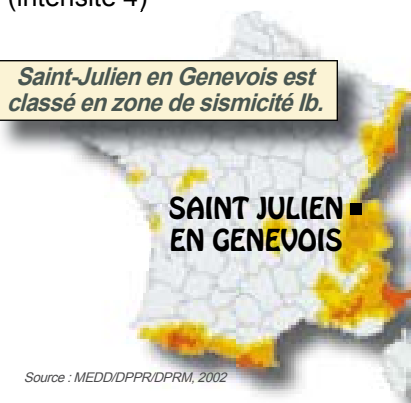 (intensité 4)
Saint-Julien en Genevois est
classé en zone de sismicité Ib.
SAINT JULIEN
EN GENEVOIS
Source : MEDD/DPPR/DPRM, 2002